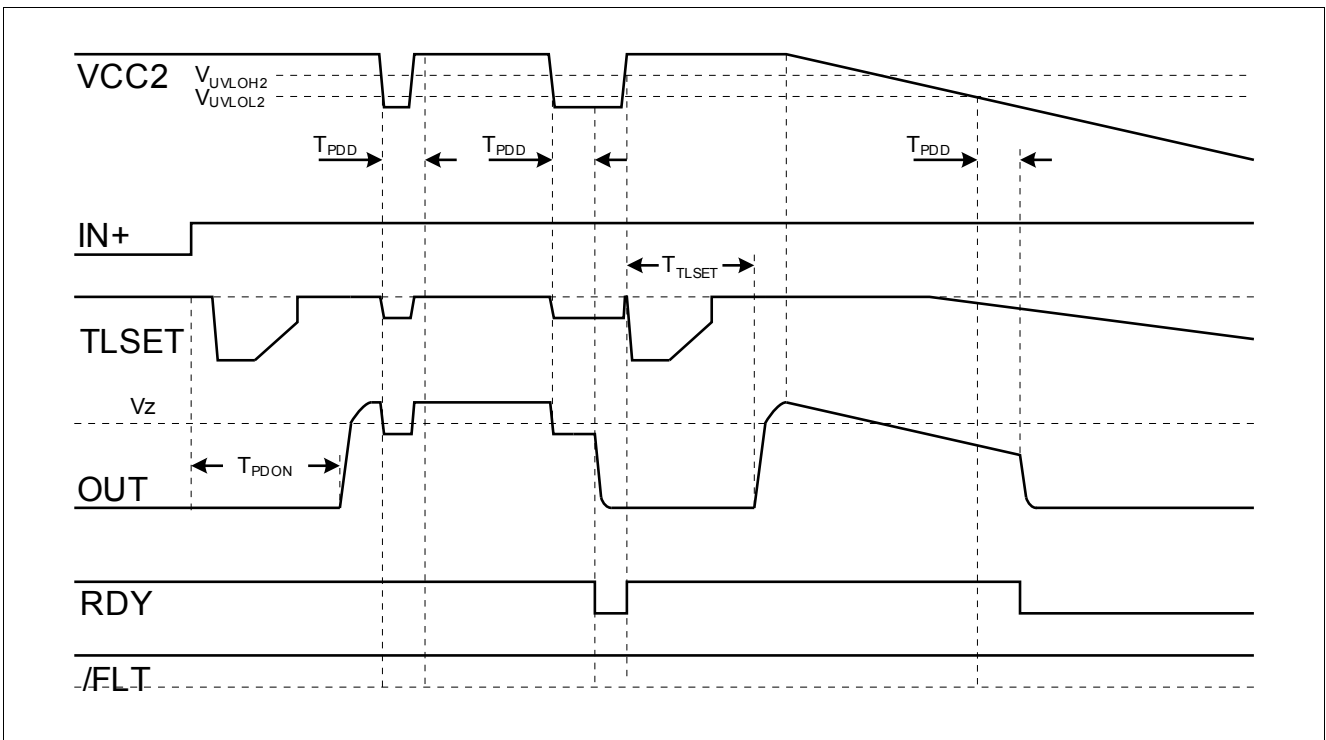 VCC2
VUVLOH2
VUVLOL2
TPDD
TPDD
TPDD
IN+
TTLSET
TLSET
Vz
TPDON
OUT
RDY
/FLT